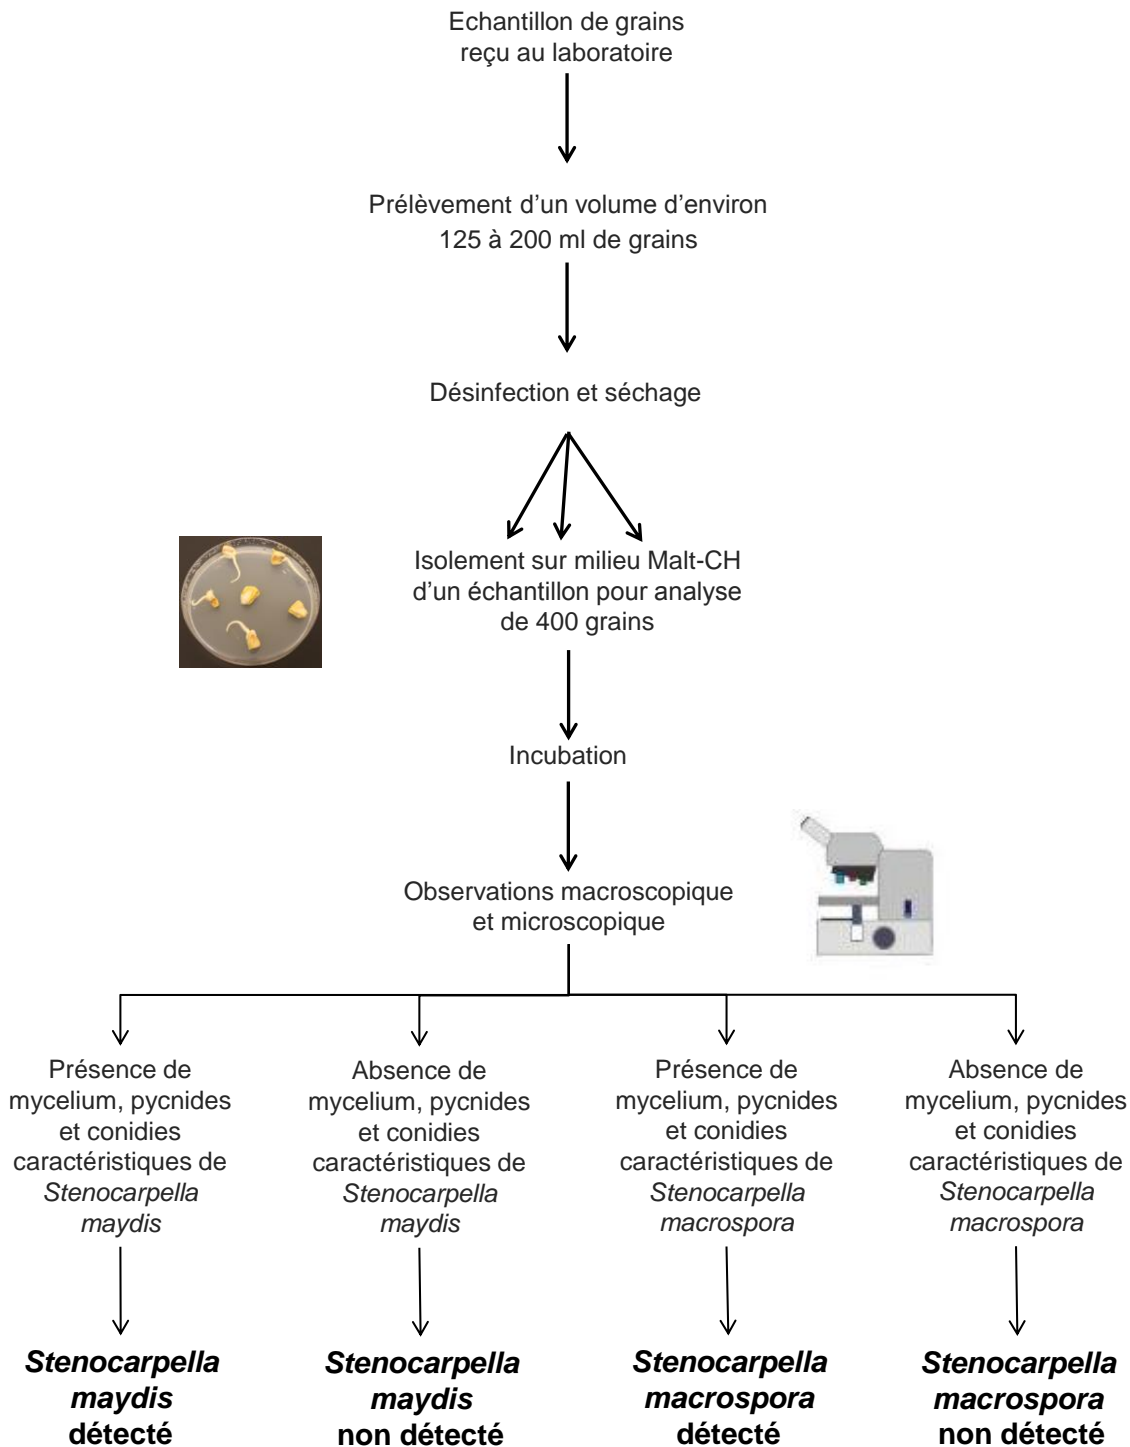 Echantillon de grains
reçu au laboratoire
Prélèvement d'un volume d'environ
125 à 200 ml de grains
Désinfection et séchage
Isolement sur milieu Malt-CH
d'un échantillon pour analyse
de 400 grains
Incubation
Observations macroscopique
et microscopique
Présence de
mycelium, pycnides
et conidies
caractéristiques de
Stenocarpella
maydis
Absence de
mycelium, pycnides
et conidies
caractéristiques de
Stenocarpella
maydis
Présence de
mycelium, pycnides
et conidies
caractéristiques de
Stenocarpella
macrospora
Absence de
mycelium, pycnides
et conidies
caractéristiques de
Stenocarpella
macrospora
Stenocarpella
maydis
détecté
Stenocarpella
maydis
non détecté
Stenocarpella
macrospora
détecté
Stenocarpella
macrospora
non détecté